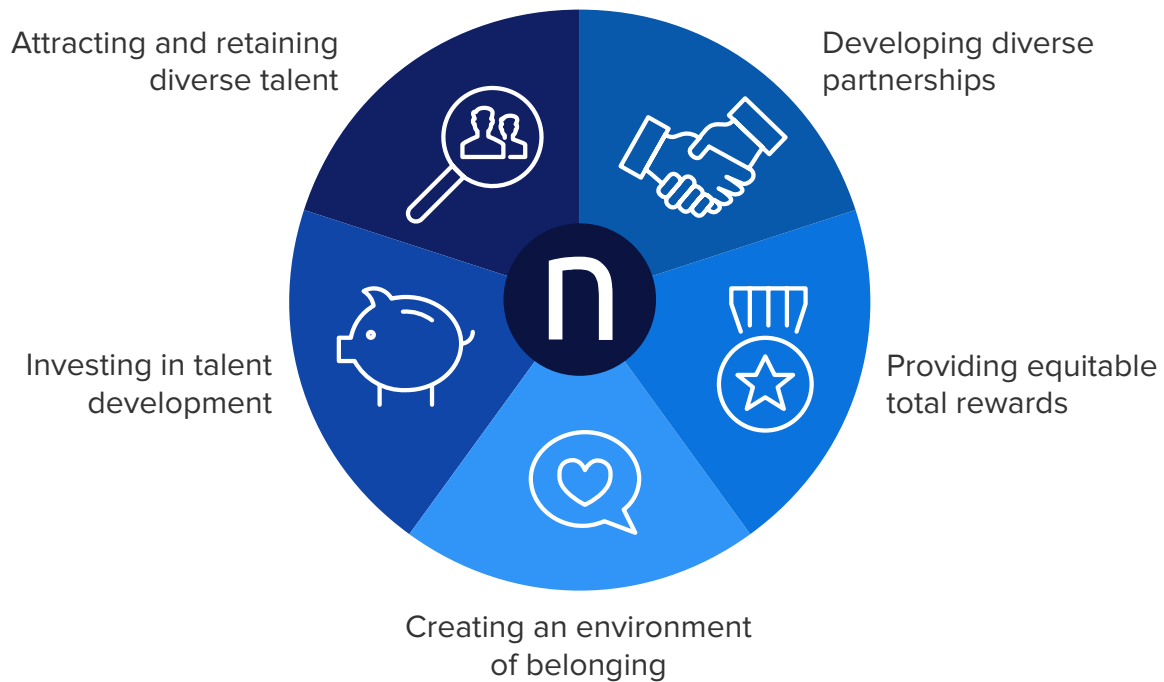 Attracting and retaining
diverse talent
Developing diverse
partnerships
n
Investing in talent
development
Providing equitable
total rewards
Creating an environment
of belonging